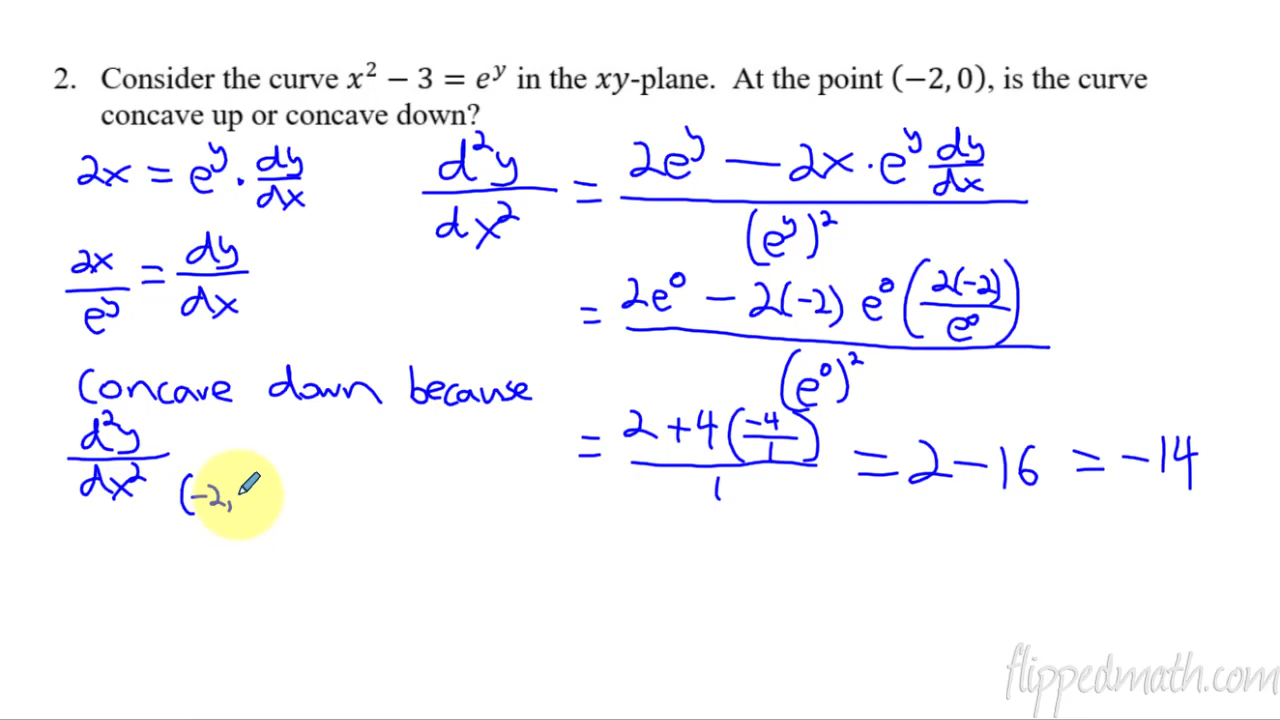 2. Consider the curve x² − 3 = e^y in the xy-plane. At the point (−2, 0), is the curve
concave up or concave down?
2x = e^y · dy/dx
2x/e^y = dy/dx
d²y/dx² = (2e^y − 2x · e^y dy/dx)/(e^y)²
= (2e^0 − 2(−2) e^0 (2(−2)/e^0))/(e^0)²
= (2 + 4(−4/1))/1 = 2 − 16 = −14
Concave down because
d²y/dx² (−2,
flippedmath.com